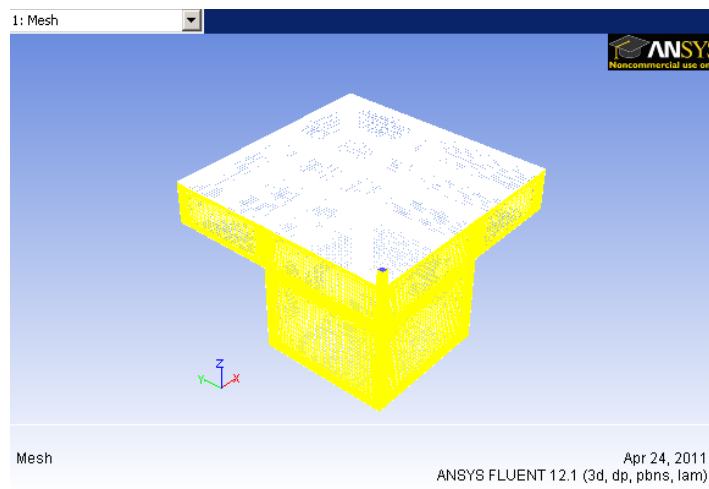 1: Mesh
ANSYS
Noncommercial use on
Z
Y
X
Mesh
Apr 24, 2011
ANSYS FLUENT 12.1 (3d, dp, pbns, lam)